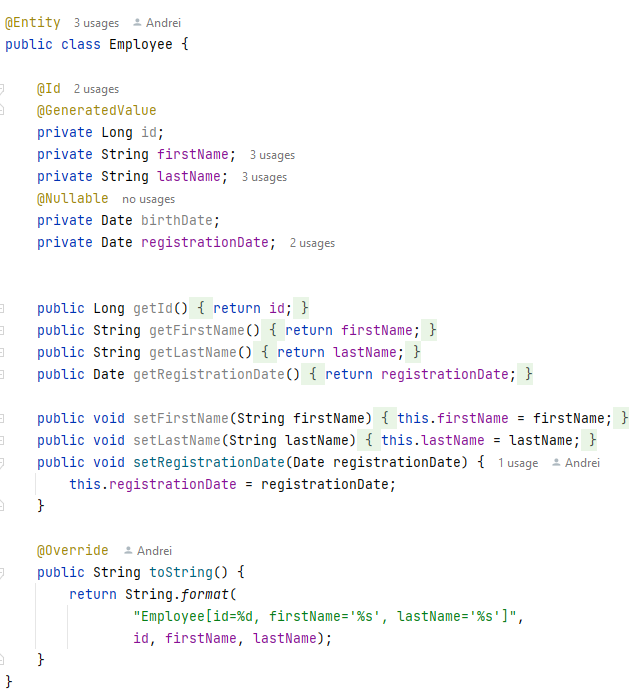 @Entity 3 usages Andrei
public class Employee {
@Id 2 usages
@GeneratedValue
private Long id;
private String firstName; 3 usages
private String lastName; 3 usages
@Nullable no usages
private Date birthDate;
private Date registrationDate; 2 usages
public Long getId() { return id; }
public String getFirstName() { return firstName; }
public String getLastName() { return lastName; }
public Date getRegistrationDate() { return registrationDate; }
public void setFirstName(String firstName) { this.firstName = firstName; }
public void setLastName(String lastName) { this.lastName = lastName; }
public void setRegistrationDate(Date registrationDate) { 1 usage Andrei
this.registrationDate = registrationDate;
}
@Override Andrei
public String toString() {
return String.format(
"Employee[id=%d, firstName='%s', lastName='%s']",
id, firstName, lastName);
}
}